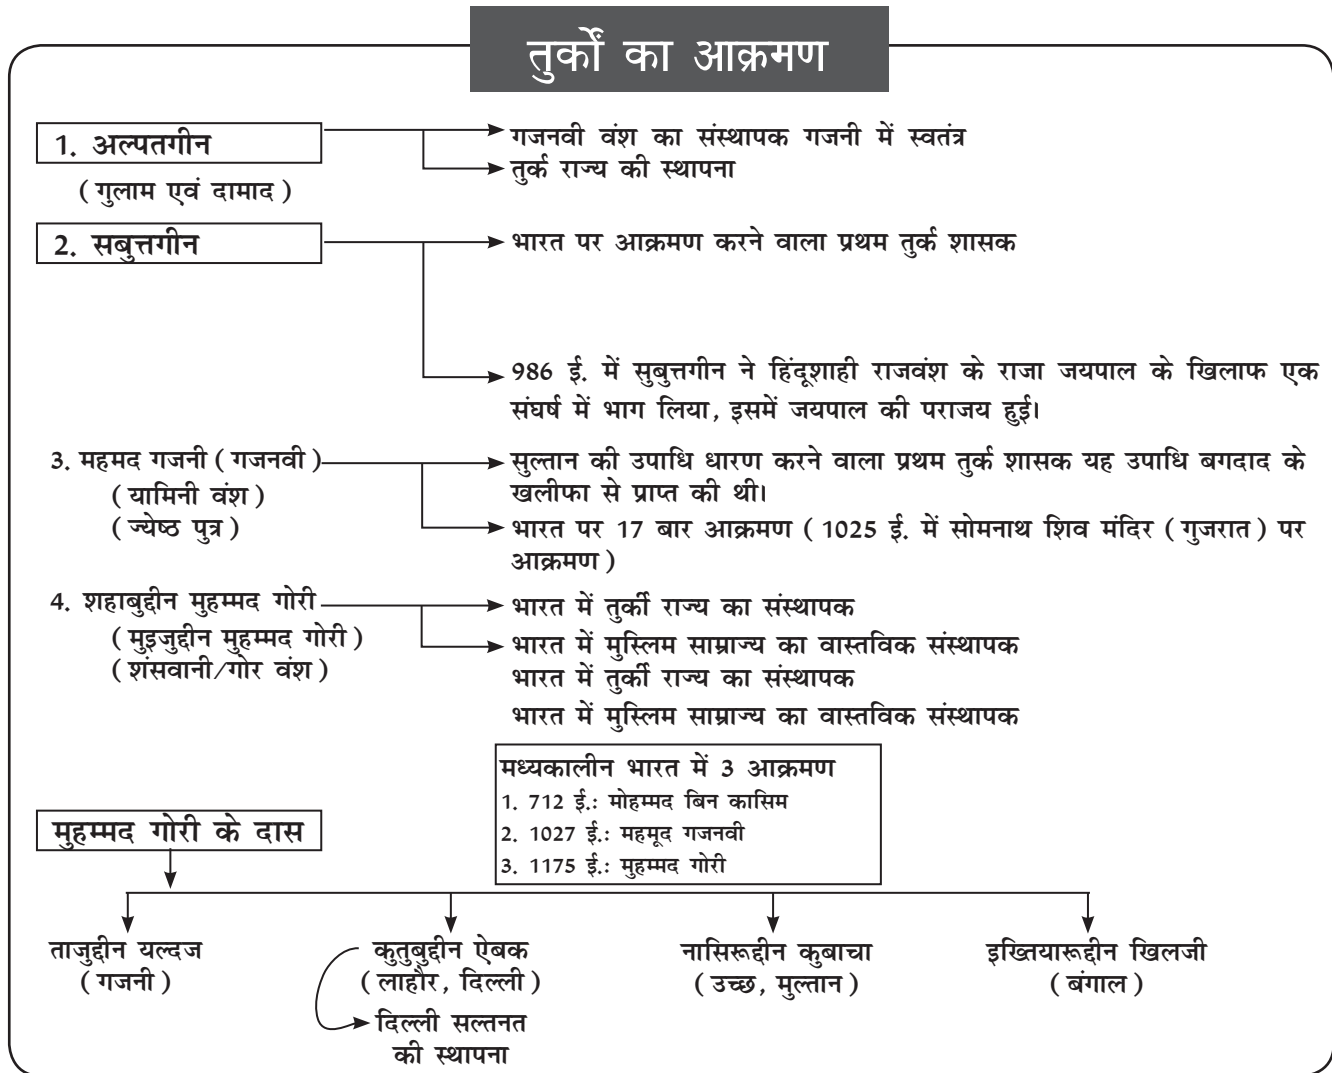 तुर्कों का आक्रमण
1. अल्पतगीन
(गुलाम एवं दामाद)
गजनवी वंश का संस्थापक गजनी में स्वतंत्र
तुर्क राज्य की स्थापना
2. सबुत्तगीन
भारत पर आक्रमण करने वाला प्रथम तुर्क शासक
986 ई. में सुबुत्तगीन ने हिंदूशाही राजवंश के राजा जयपाल के खिलाफ एक
संघर्ष में भाग लिया, इसमें जयपाल की पराजय हुई।
3. महमद गजनी (गजनवी)
(यामिनी वंश)
(ज्येष्ठ पुत्र)
सुल्तान की उपाधि धारण करने वाला प्रथम तुर्क शासक यह उपाधि बगदाद के
खलीफा से प्राप्त की थी।
भारत पर 17 बार आक्रमण (1025 ई. में सोमनाथ शिव मंदिर (गुजरात) पर
आक्रमण)
4. शहाबुद्दीन मुहम्मद गोरी
(मुइजुद्दीन मुहम्मद गोरी)
(शंसवानी/गोर वंश)
भारत में तुर्की राज्य का संस्थापक
भारत में मुस्लिम साम्राज्य का वास्तविक संस्थापक
भारत में तुर्की राज्य का संस्थापक
भारत में मुस्लिम साम्राज्य का वास्तविक संस्थापक
मध्यकालीन भारत में 3 आक्रमण
1. 712 ई.: मोहम्मद बिन कासिम
2. 1027 ई.: महमूद गजनवी
3. 1175 ई.: मुहम्मद गोरी
मुहम्मद गोरी के दास
ताजुद्दीन यल्दज
(गजनी)
कुतुबुद्दीन ऐबक
(लाहौर, दिल्ली)
दिल्ली सल्तनत
की स्थापना
नासिरूद्दीन कुबाचा
(उच्छ, मुल्तान)
इख्तियारूद्दीन खिलजी
(बंगाल)